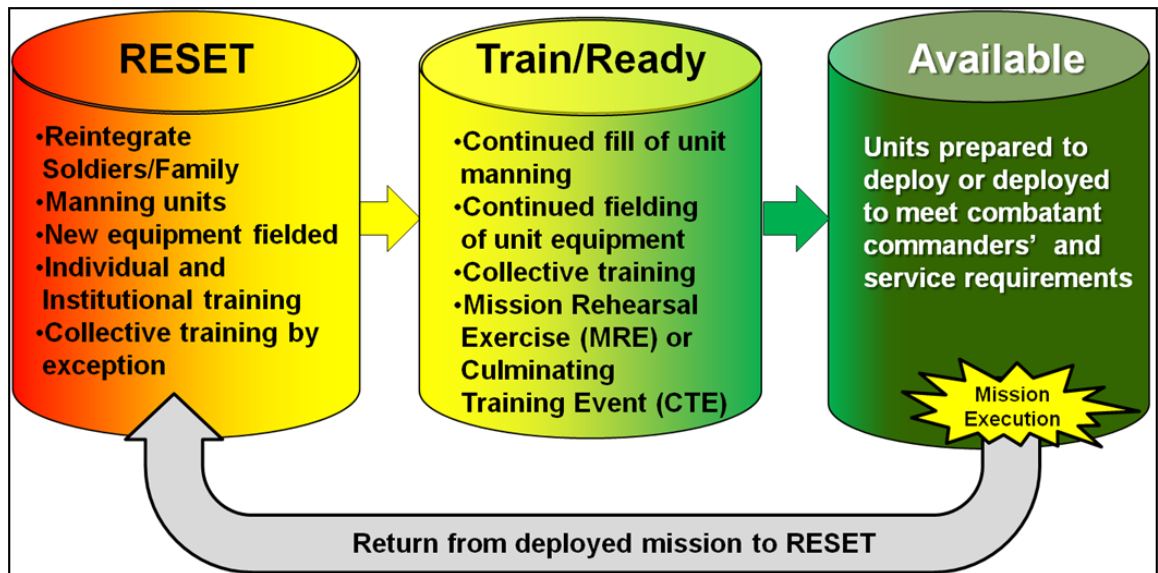 RESET
•Reintegrate
Soldiers/Family
•Manning units
•New equipment fielded
•Individual and
Institutional training
•Collective training by
exception
Train/Ready
•Continued fill of unit
manning
•Continued fielding
of unit equipment
•Collective training
•Mission Rehearsal
Exercise (MRE) or
Culminating
Training Event (CTE)
Available
Units prepared to
deploy or deployed
to meet combatant
commanders’ and
service requirements
Mission
Execution
Return from deployed mission to RESET